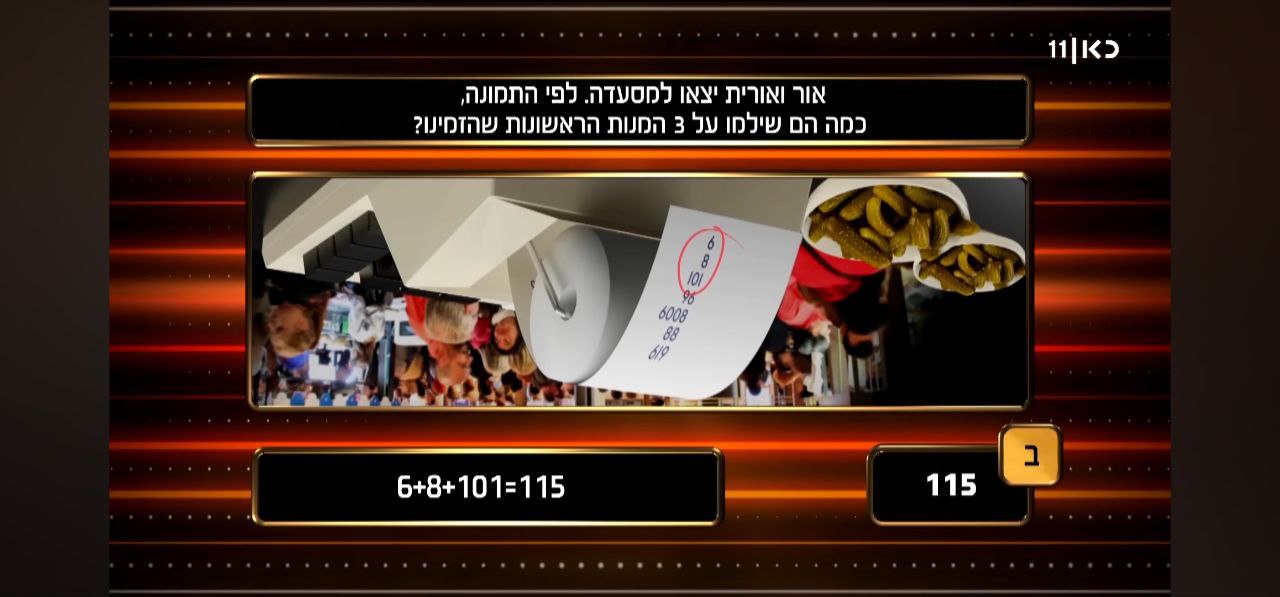 כאן|11
אור ואורית יצאו למסעדה. לפי התמונה,
כמה הם שילמו על 3 המנות הראשונות שהזמינו?
6
8
101
96
6008
88
619
ב
115
6+8+101=115